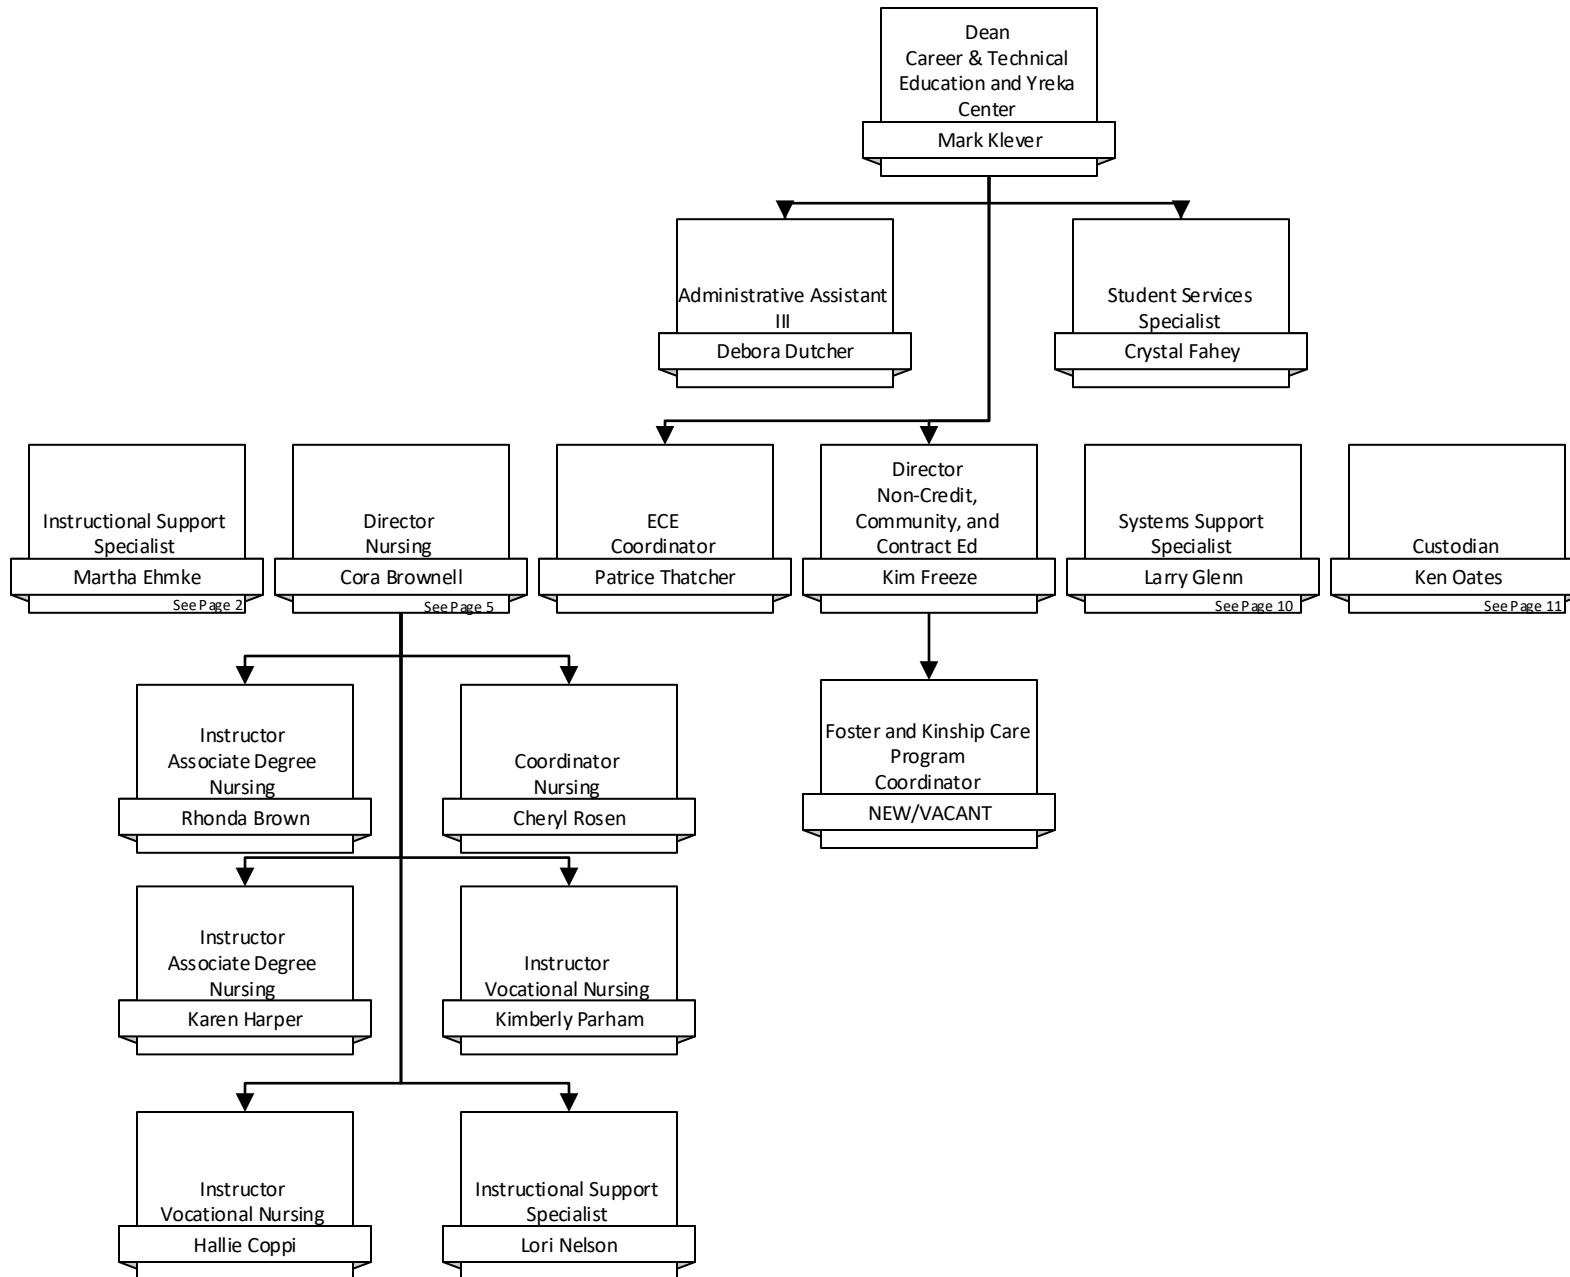 Dean
Career & Technical
Education and Yreka
Center
Mark Klever
Administrative Assistant
III
Debora Dutcher
Student Services
Specialist
Crystal Fahey
Instructional Support
Specialist
Martha Ehmke
See Page 2
Director
Nursing
Cora Brownell
See Page 5
ECE
Coordinator
Patrice Thatcher
Director
Non-Credit,
Community, and
Contract Ed
Kim Freeze
Systems Support
Specialist
Larry Glenn
See Page 10
Custodian
Ken Oates
See Page 11
Instructor
Associate Degree
Nursing
Rhonda Brown
Coordinator
Nursing
Cheryl Rosen
Foster and Kinship Care
Program
Coordinator
NEW/VACANT
Instructor
Associate Degree
Nursing
Karen Harper
Instructor
Vocational Nursing
Kimberly Parham
Instructor
Vocational Nursing
Hallie Coppi
Instructional Support
Specialist
Lori Nelson